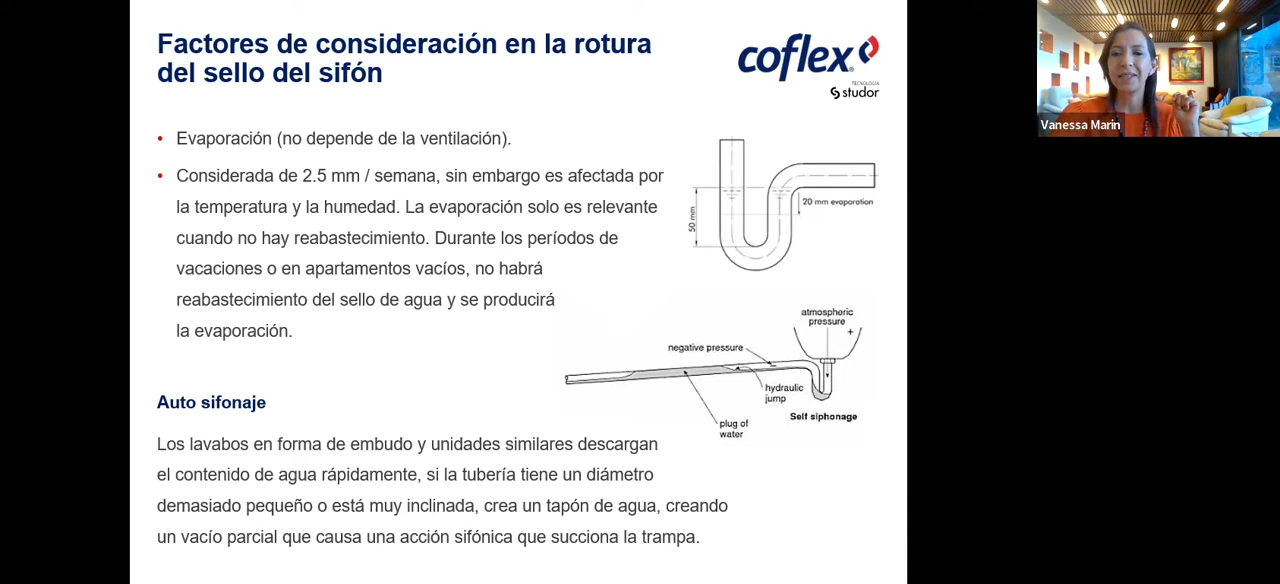 Factores de consideración en la rotura
del sello del sifón
coflex
TECNOLOGÍA
studor
• Evaporación (no depende de la ventilación).
• Considerada de 2.5 mm / semana, sin embargo es afectada por
la temperatura y la humedad. La evaporación solo es relevante
cuando no hay reabastecimiento. Durante los períodos de
vacaciones o en apartamentos vacíos, no habrá
reabastecimiento del sello de agua y se producirá
la evaporación.
50 mm
20 mm evaporation
atmospheric
pressure
+
negative pressure
hydraulic
jump
Self siphonage
plug of
water
Auto sifonaje
Los lavabos en forma de embudo y unidades similares descargan
el contenido de agua rápidamente, si la tubería tiene un diámetro
demasiado pequeño o está muy inclinada, crea un tapón de agua, creando
un vacío parcial que causa una acción sifónica que succiona la trampa.
Vanessa Marin